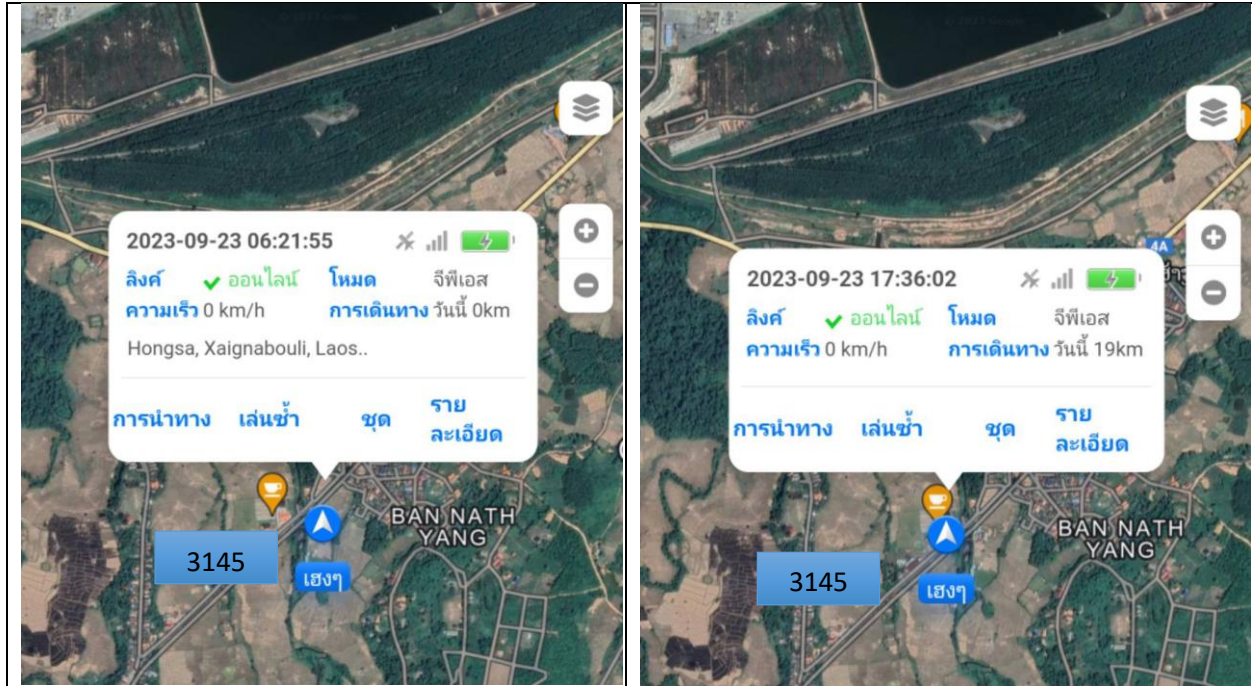 2023-09-23 06:21:55
ลิงค์ ออนไลน์ โหมด จีพีเอส
ความเร็ว 0 km/h การเดินทาง วันนี้ 0km
Hongsa, Xaignabouli, Laos..
การนำทาง เล่นซ้ำ ชุด ราย
ละเอียด
BAN NATH
YANG
3145
เฮงๆ
4A
2023-09-23 17:36:02
ลิงค์ ออนไลน์ โหมด จีพีเอส
ความเร็ว 0 km/h การเดินทาง วันนี้ 19km
การนำทาง เล่นซ้ำ ชุด ราย
ละเอียด
BAN NATH
YANG
3145
เฮงๆ